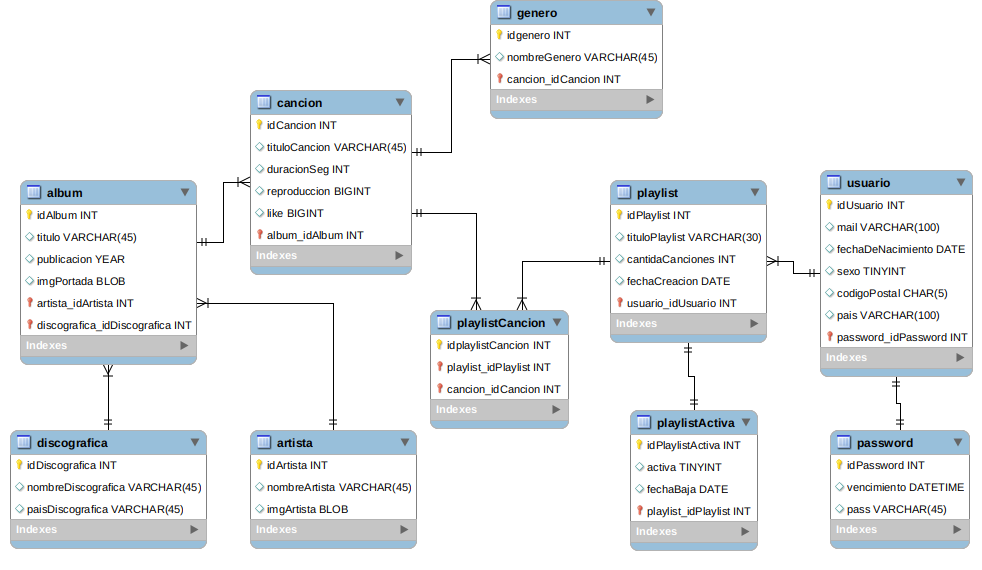 genero
idgenero INT
nombreGenero VARCHAR(45)
cancion_idCancion INT
Indexes
cancion
idCancion INT
tituloCancion VARCHAR(45)
duracionSeg INT
reproduccion BIGINT
like BIGINT
album_idAlbum INT
Indexes
album
idAlbum INT
titulo VARCHAR(45)
publicacion YEAR
imgPortada BLOB
artista_idArtista INT
discografica_idDiscografica INT
Indexes
playlist
idPlaylist INT
tituloPlaylist VARCHAR(30)
cantidaCanciones INT
fechaCreacion DATE
usuario_idUsuario INT
Indexes
usuario
idUsuario INT
mail VARCHAR(100)
fechaDeNacimiento DATE
sexo TINYINT
codigoPostal CHAR(5)
pais VARCHAR(100)
password_idPassword INT
Indexes
playlistCancion
idplaylistCancion INT
playlist_idPlaylist INT
cancion_idCancion INT
Indexes
discografica
idDiscografica INT
nombreDiscografica VARCHAR(45)
paisDiscografica VARCHAR(45)
Indexes
artista
idArtista INT
nombreArtista VARCHAR(45)
imgArtista BLOB
Indexes
playlistActiva
idPlaylistActiva INT
activa TINYINT
fechaBaja DATE
playlist_idPlaylist INT
Indexes
password
idPassword INT
vencimiento DATETIME
pass VARCHAR(45)
Indexes